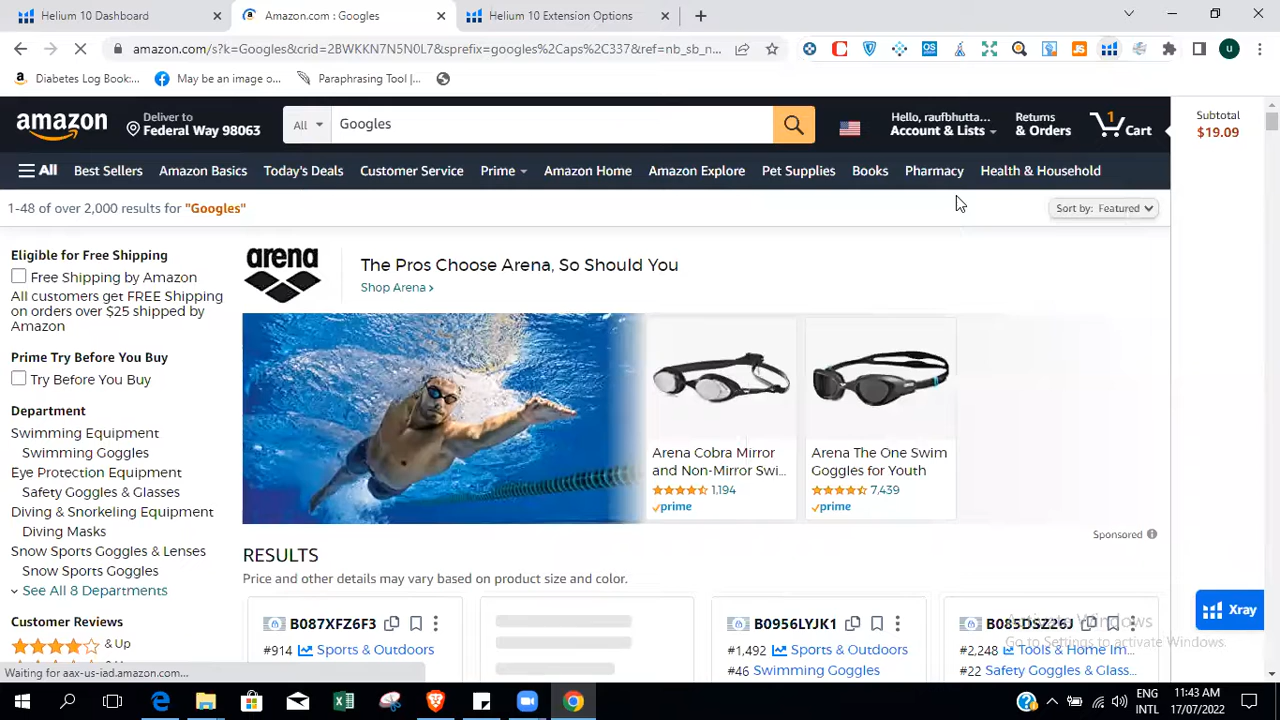 Helium 10 Dashboard
Amazon.com : Googles
Helium 10 Extension Options
amazon.com/s?k=Googles&crid=2BWKKN7N5N0L7&sprefix=googles%2Caps%2C337&ref=nb_sb_n...
Diabetes Log Book:...
May be an image o...
Paraphrasing Tool |...
amazon
Deliver to
Federal Way 98063
All
Googles
Hello, raufbhutta...
Account & Lists
Returns
& Orders
1
Cart
Subtotal
$19.09
All
Best Sellers
Amazon Basics
Today's Deals
Customer Service
Prime
Amazon Home
Amazon Explore
Pet Supplies
Books
Pharmacy
Health & Household
1-48 of over 2,000 results for "Googles"
Sort by: Featured
Eligible for Free Shipping
Free Shipping by Amazon
All customers get FREE Shipping
on orders over $25 shipped by
Amazon
Prime Try Before You Buy
Try Before You Buy
Department
Swimming Equipment
Swimming Goggles
Eye Protection Equipment
Safety Goggles & Glasses
Diving & Snorkeling Equipment
Diving Masks
Snow Sports Goggles & Lenses
Snow Sports Goggles
See All 8 Departments
Customer Reviews
& Up
arena
The Pros Choose Arena, So Should You
Shop Arena ›
Arena Cobra Mirror
and Non-Mirror Swi...
1,194
prime
Arena The One Swim
Goggles for Youth
7,439
prime
Sponsored
RESULTS
Price and other details may vary based on product size and color.
B087XFZ6F3
#914 Sports & Outdoors
B0956LYJK1
#1,492 Sports & Outdoors
#46 Swimming Goggles
B085DSZ26J
#2,248 Tools & Home Im...
#22 Safety Goggles & Glass...
Xray
Activate Windows
Go to Settings to activate Windows.
Waiting for aax-us-iad.amazon.com...
ENG
INTL
11:43 AM
17/07/2022